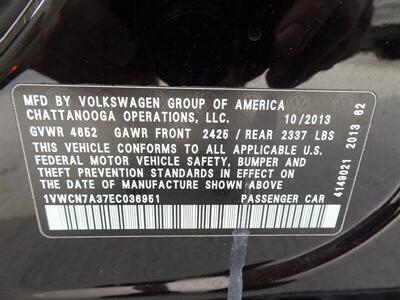 MFD BY VOLKSWAGEN GROUP OF AMERICA
CHATTANOOGA OPERATIONS, LLC. 10/2013
GVWR 4652 GAWR FRONT 2425 / REAR 2337 LBS
THIS VEHICLE CONFORMS TO ALL APPLICABLE U.S.
FEDERAL MOTOR VEHICLE SAFETY, BUMPER AND
THEFT PREVENTION STANDARDS IN EFFECT ON
THE DATE OF MANUFACTURE SHOWN ABOVE
1VWCN7A37EC036951 PASSENGER CAR
4149021 2013 62